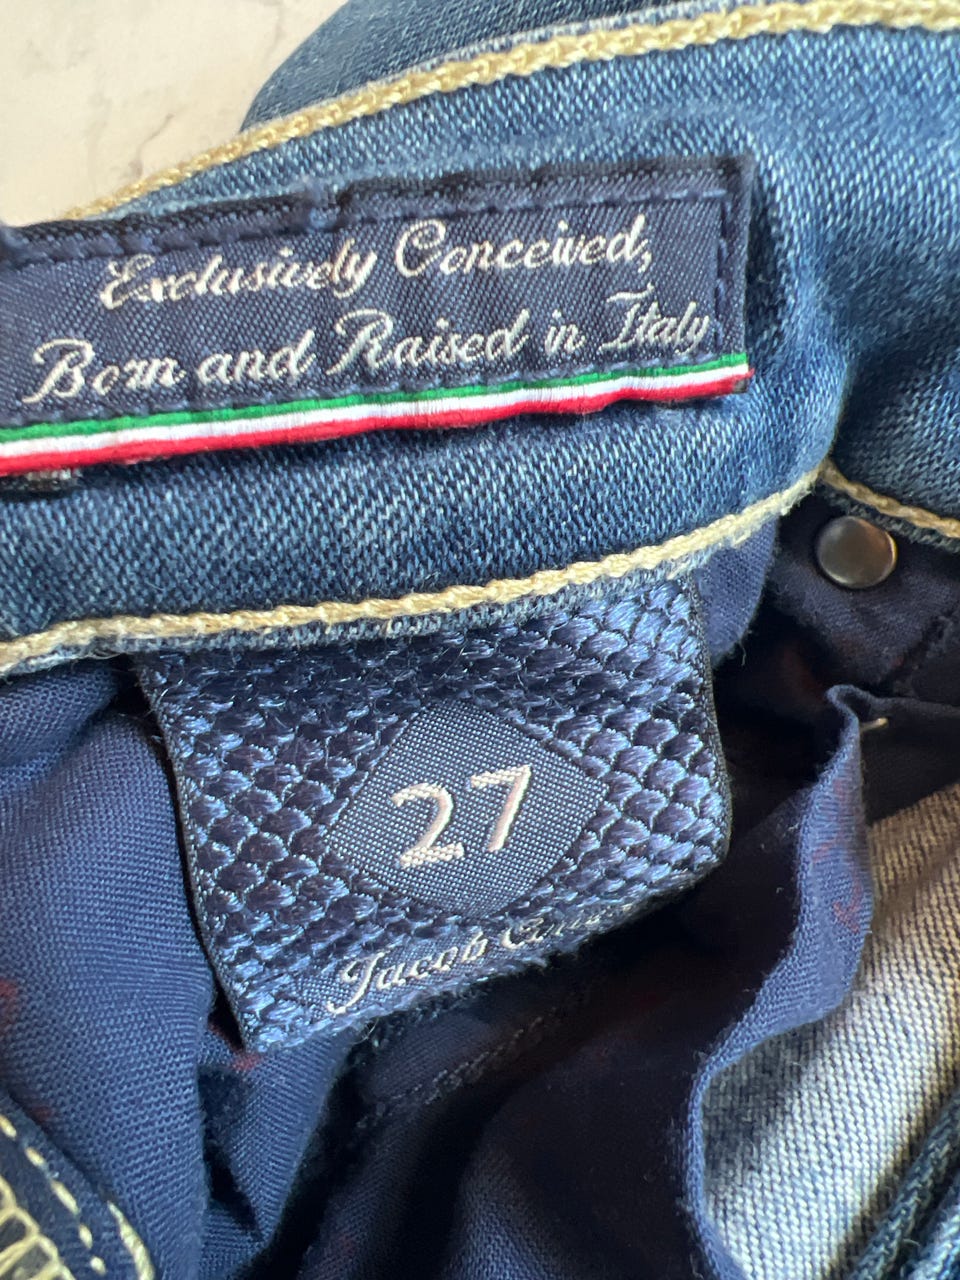 Exclusively Conceived,
Born and Raised in Italy
27
Jacob